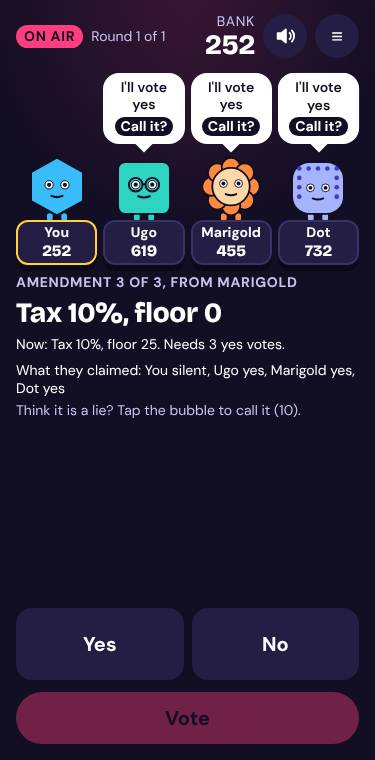 ON AIR
Round 1 of 1
BANK
252
I'll vote
yes
Call it?
I'll vote
yes
Call it?
I'll vote
yes
Call it?
You
252
Ugo
619
Marigold
455
Dot
732
AMENDMENT 3 OF 3, FROM MARIGOLD
Tax 10%, floor 0
Now: Tax 10%, floor 25. Needs 3 yes votes.
What they claimed: You silent, Ugo yes, Marigold yes,
Dot yes
Think it is a lie? Tap the bubble to call it (10).
Yes
No
Vote